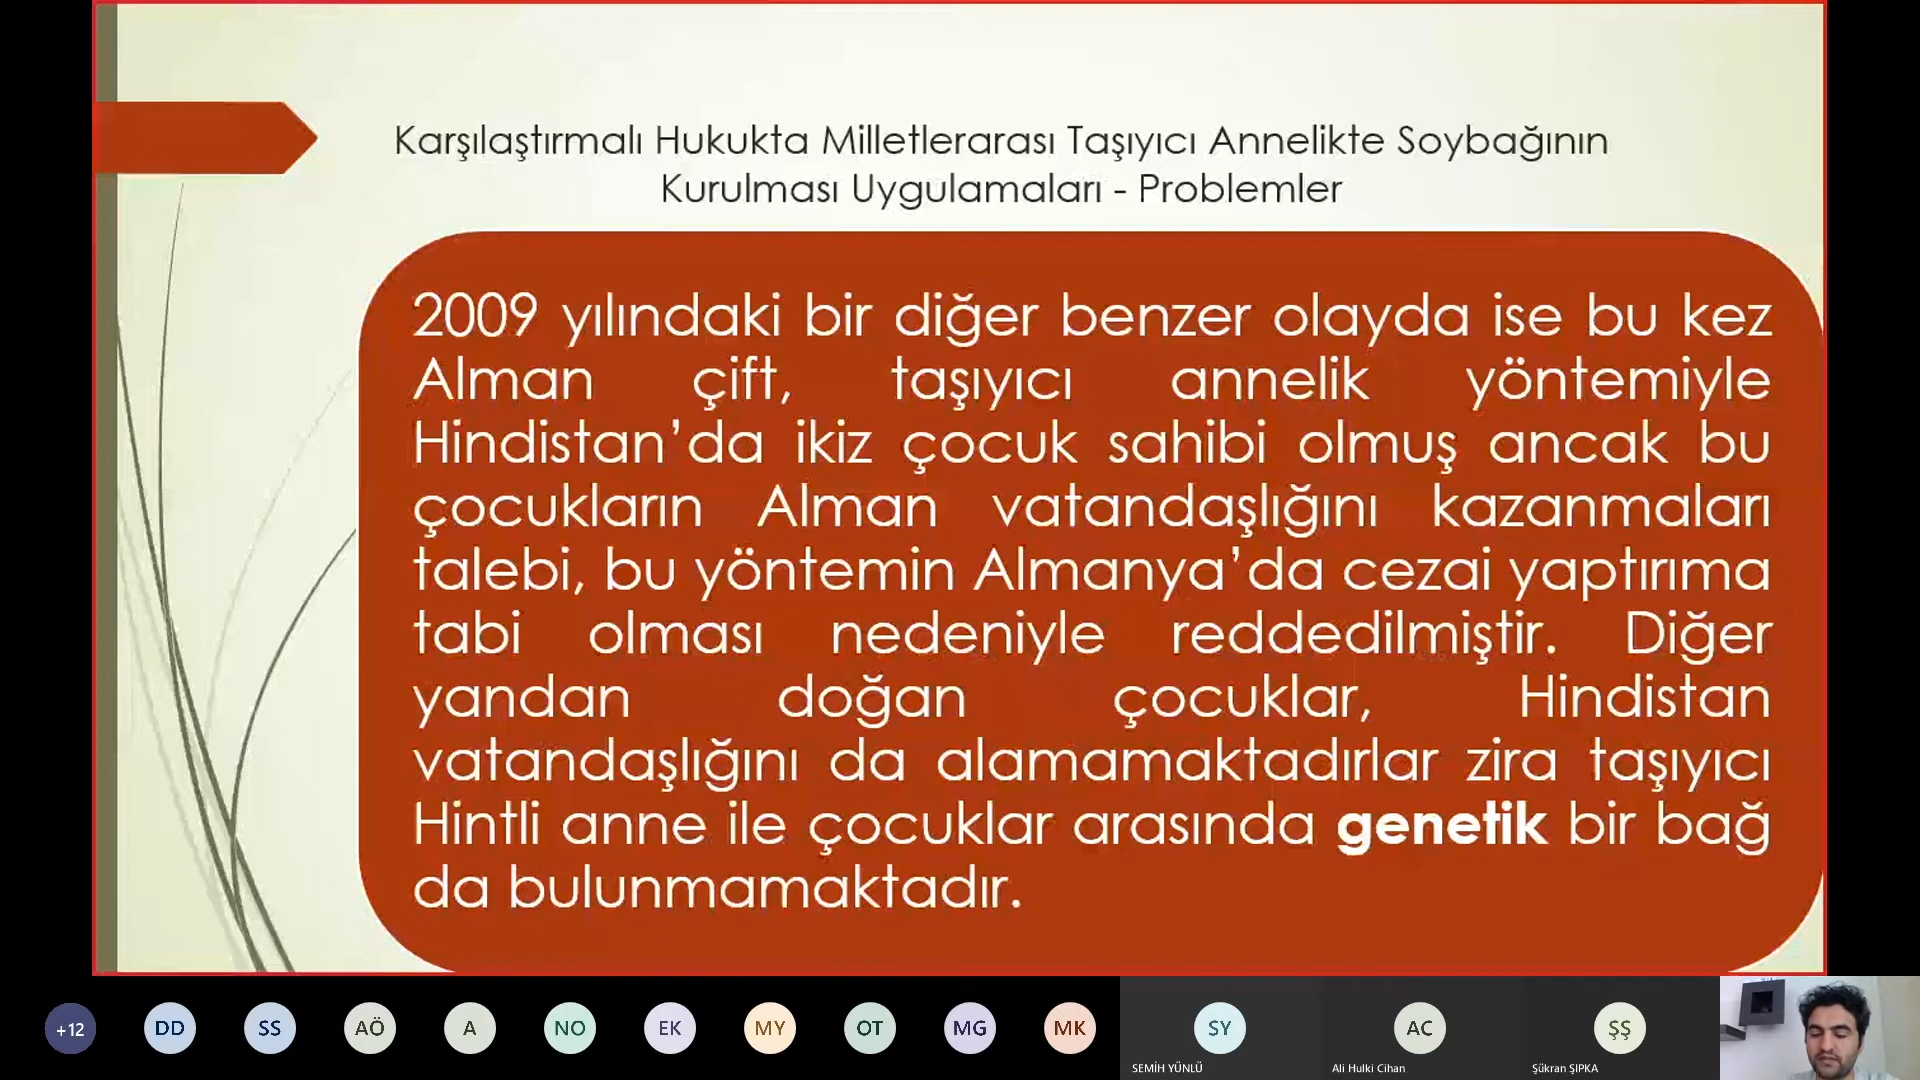 Karşılaştırmalı Hukukta Milletlerarası Taşıyıcı Annelikte Soybağının
Kurulması Uygulamaları - Problemler
2009 yılındaki bir diğer benzer olayda ise bu kez
Alman çift, taşıyıcı annelik yöntemiyle
Hindistan’da ikiz çocuk sahibi olmuş ancak bu
çocukların Alman vatandaşlığını kazanmaları
talebi, bu yöntemin Almanya’da cezai yaptırıma
tabi olması nedeniyle reddedilmiştir. Diğer
yandan doğan çocuklar, Hindistan
vatandaşlığını da alamamaktadırlar zira taşıyıcı
Hintli anne ile çocuklar arasında genetik bir bağ
da bulunmamaktadır.
+12 DD SS AÖ A NO EK MY OT MG MK SY AC ŞŞ
SEMİH YÜNLÜ Ali Hulki Cihan Şükran ŞIPKA